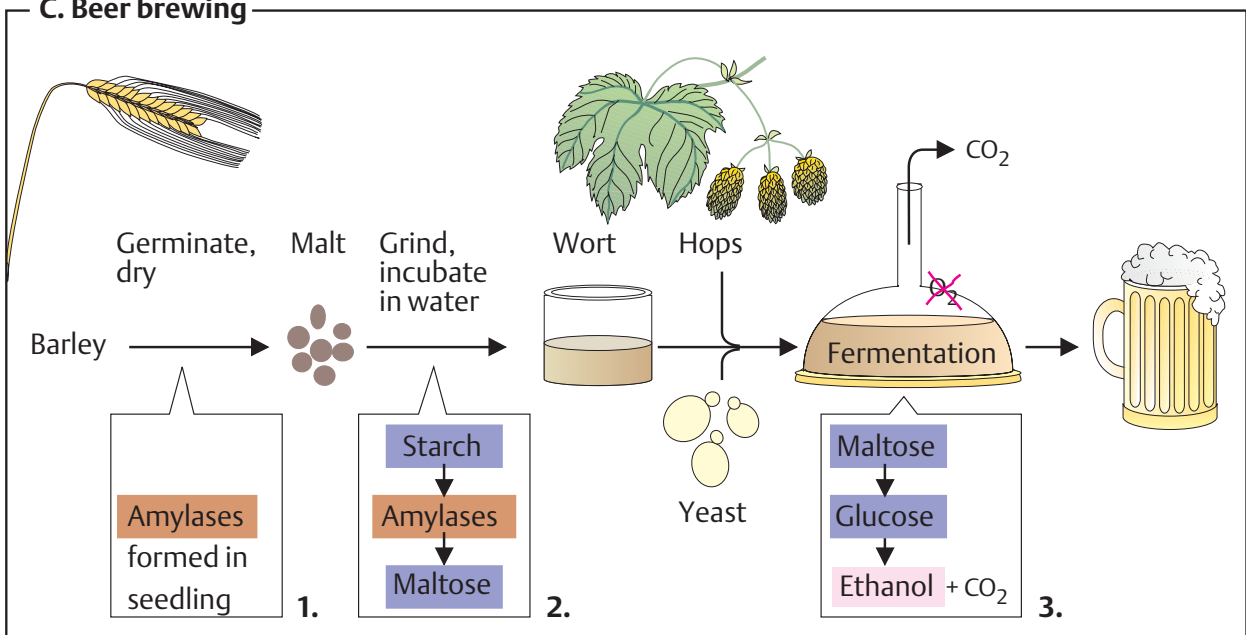 C. Beer brewing
CO₂
Germinate,
dry
Malt
Grind,
incubate
in water
Wort
Hops
O₂
Barley
Fermentation
Yeast
Amylases
formed in
seedling
1.
Starch
Amylases
Maltose
2.
Maltose
Glucose
Ethanol + CO₂
3.